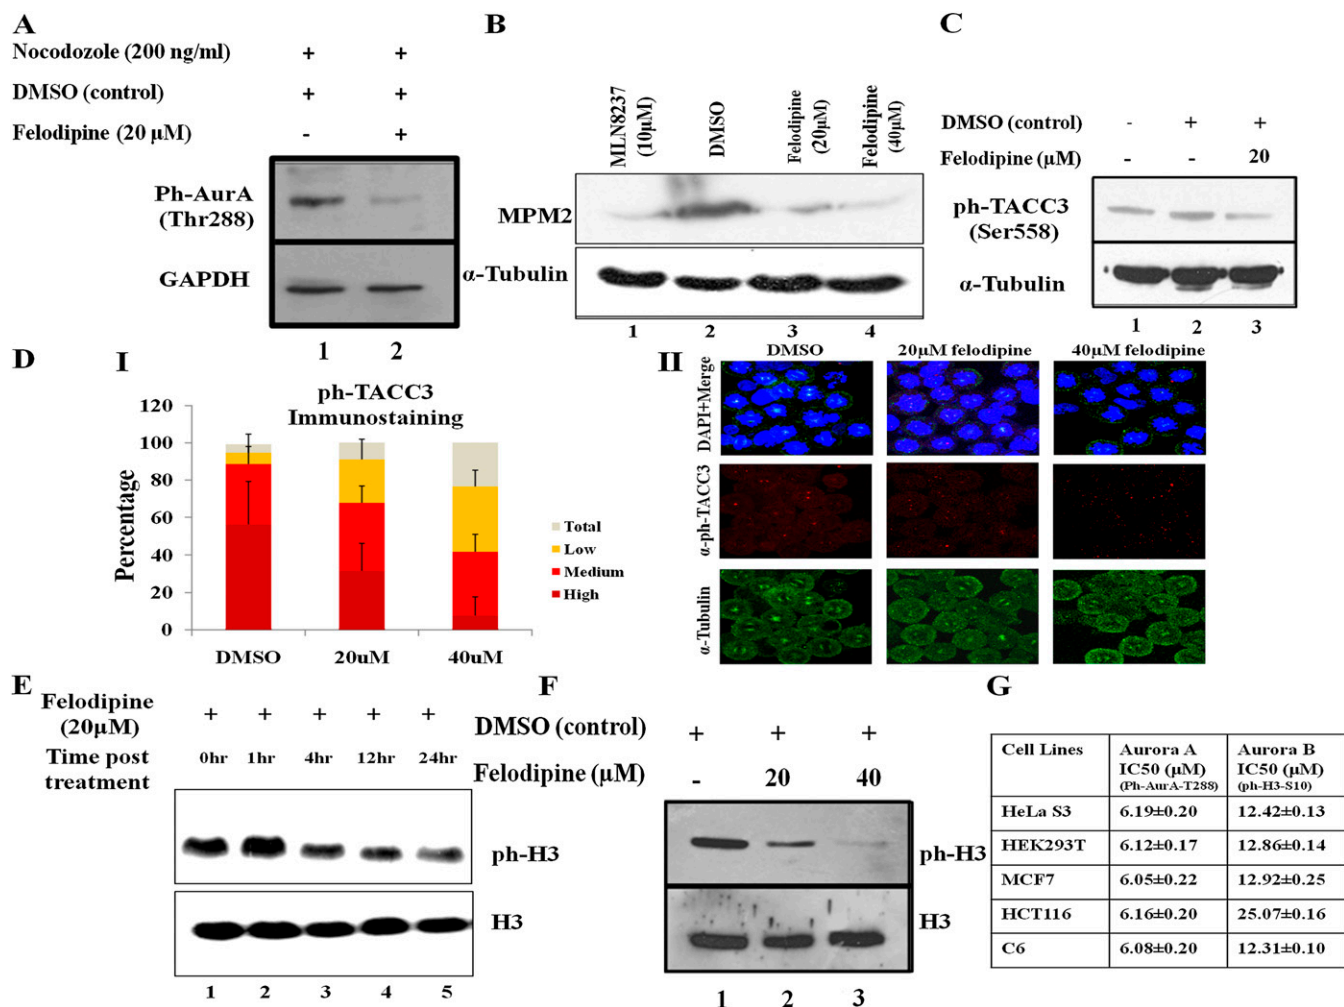 A
Nocodozole (200 ng/ml) + +
DMSO (control) + +
Felodipine (20 µM) - +
Ph-AurA
(Thr288)
GAPDH
1 2
B
MLN8237
(10µM)
DMSO
Felodipine
(20µM)
Felodipine
(40µM)
MPM2
α-Tubulin
1 2 3 4
C
DMSO (control) - + +
Felodipine (µM) - - 20
ph-TACC3
(Ser558)
α-Tubulin
1 2 3
D I
ph-TACC3
Immunostaining
Percentage
120
100
80
60
40
20
0
DMSO 20uM 40uM
Total
Low
Medium
High
II
DMSO 20µM felodipine 40µM felodipine
DAPI+Merge
α-ph-TACC3
α-Tubulin
E
Felodipine
(20µM) + + + + +
Time post
treatment
0hr 1hr 4hr 12hr 24hr
ph-H3
H3
1 2 3 4 5
F
DMSO (control) + + +
Felodipine (µM) - 20 40
ph-H3
H3
1 2 3
G
Cell Lines
Aurora A
IC50 (µM)
(Ph-AurA-T288)
Aurora B
IC50 (µM)
(ph-H3-S10)
HeLa S3 6.19±0.20 12.42±0.13
HEK293T 6.12±0.17 12.86±0.14
MCF7 6.05±0.22 12.92±0.25
HCT116 6.16±0.20 25.07±0.16
C6 6.08±0.20 12.31±0.10